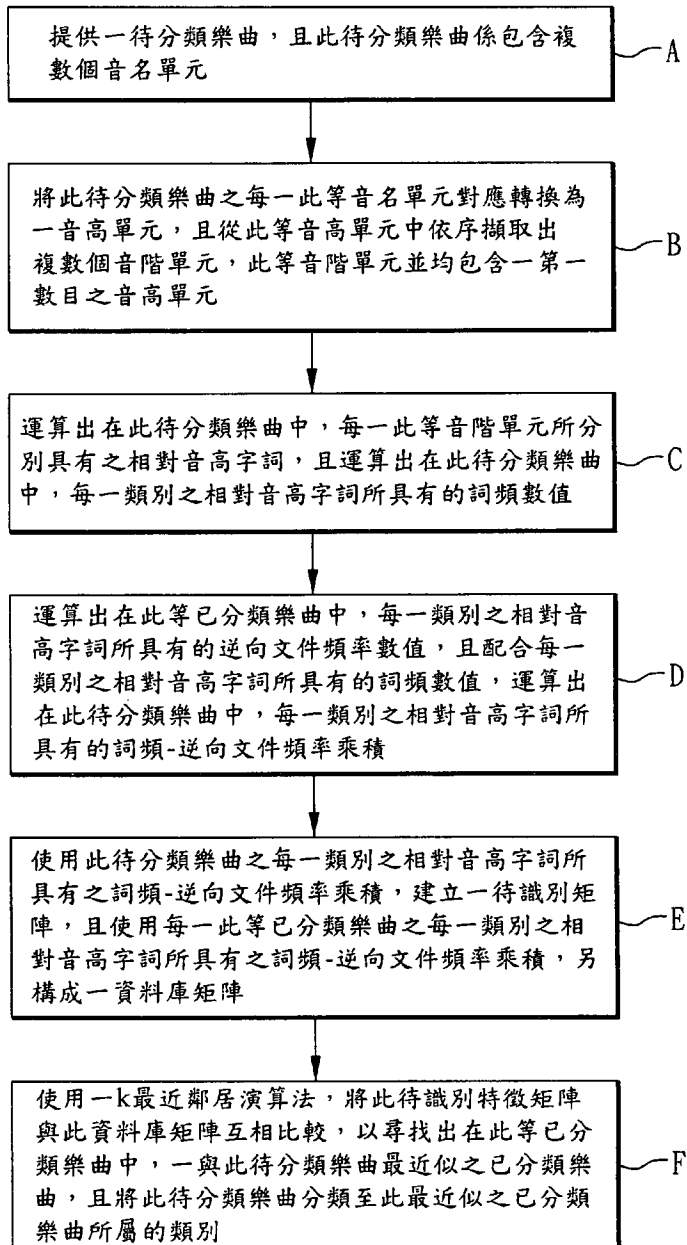 提供一待分類樂曲，且此待分類樂曲係包含複
數個音名單元
A
將此待分類樂曲之每一此等音名單元對應轉換為
一音高單元，且從此等音高單元中依序擷取出
複數個音階單元，此等音階單元並均包含一第一
數目之音高單元
B
運算出在此待分類樂曲中，每一此等音階單元所分
別具有之相對音高字詞，且運算出在此待分類樂曲
中，每一類別之相對音高字詞所具有的詞頻數值
C
運算出在此等已分類樂曲中，每一類別之相對音
高字詞所具有的逆向文件頻率數值，且配合每一
類別之相對音高字詞所具有的詞頻數值，運算出
在此待分類樂曲中，每一類別之相對音高字詞所
具有的詞頻-逆向文件頻率乘積
D
使用此待分類樂曲之每一類別之相對音高字詞所
具有之詞頻-逆向文件頻率乘積，建立一待識別矩
陣，且使用每一此等已分類樂曲之每一類別之相
對音高字詞所具有之詞頻-逆向文件頻率乘積，另
構成一資料庫矩陣
E
使用一k最近鄰居演算法，將此待識別特徵矩陣
與此資料庫矩陣互相比較，以尋找出在此等已分
類樂曲中，一與此待分類樂曲最近似之已分類樂
曲，且將此待分類樂曲分類至此最近似之已分類
樂曲所屬的類別
F